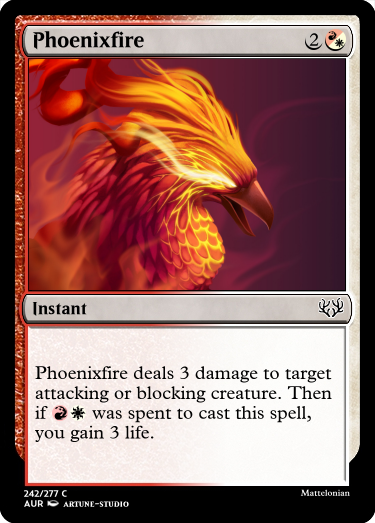 Phoenixfire 2
Instant
Phoenixfire deals 3 damage to target
attacking or blocking creature. Then
if was spent to cast this spell,
you gain 3 life.
242/277 C
AUR ARTUNE-STUDIO
Mattelonian